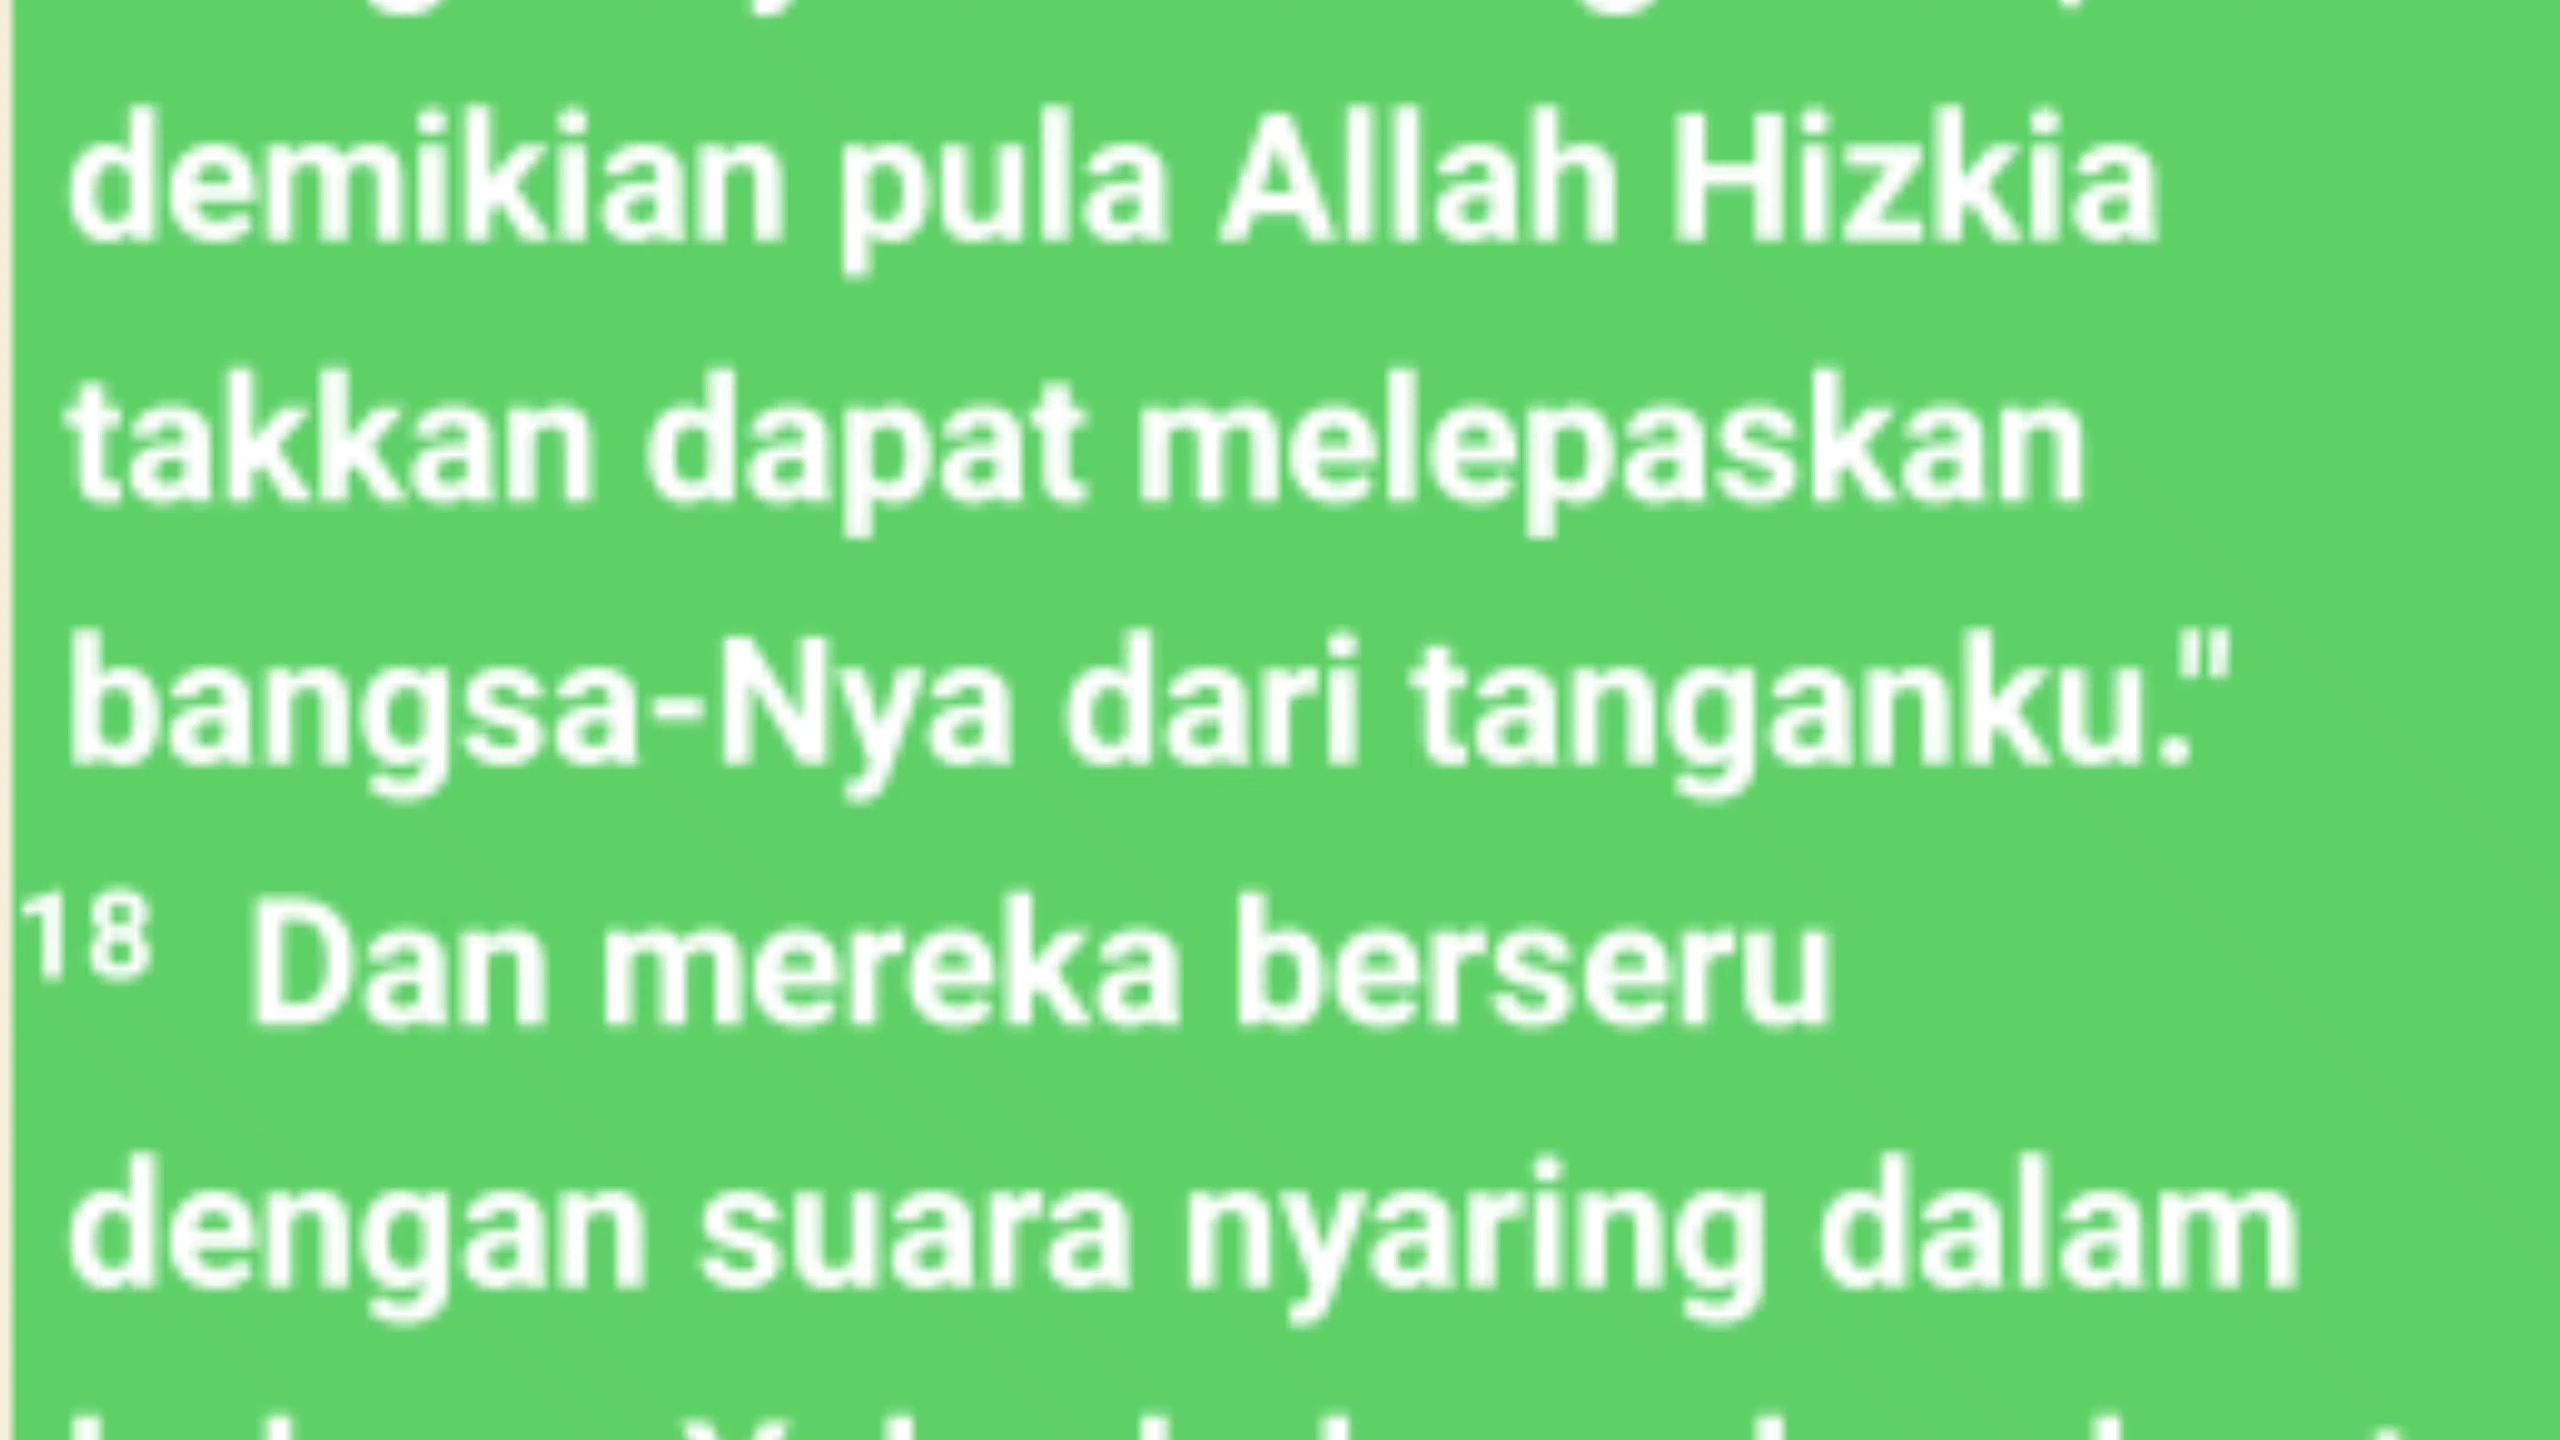 demikian pula Allah Hizkia
takkan dapat melepaskan
bangsa-Nya dari tanganku."
18 Dan mereka berseru
dengan suara nyaring dalam